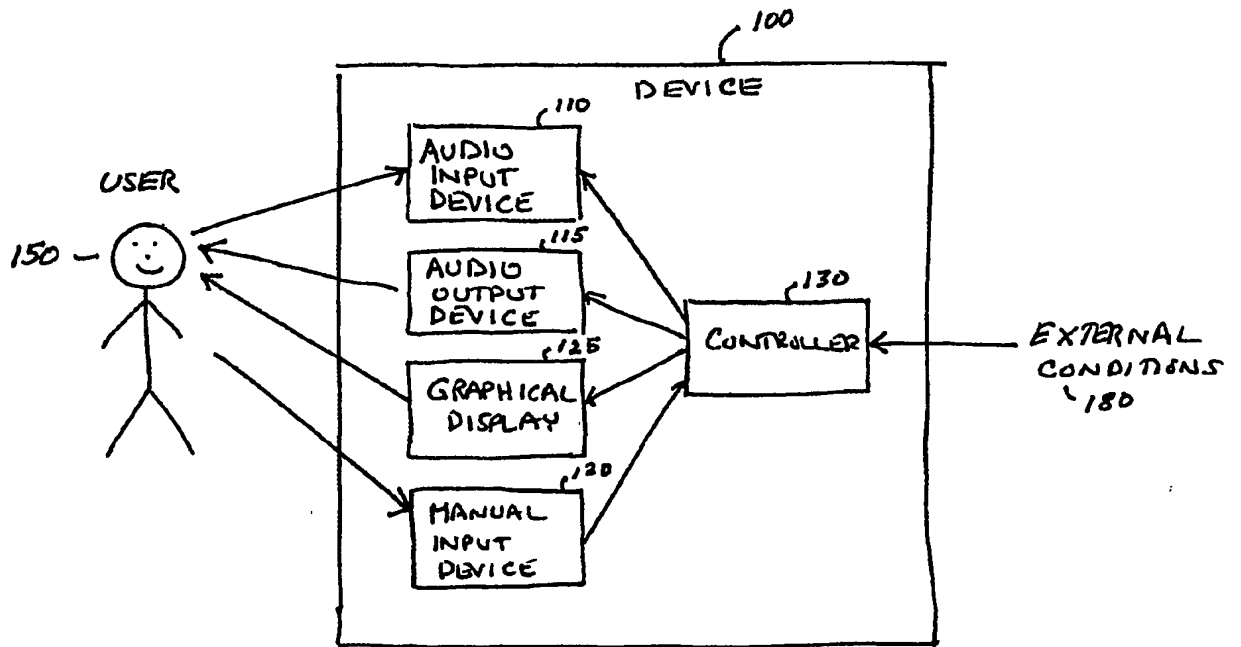 100
DEVICE
110
AUDIO
INPUT
DEVICE
USER
150
115
AUDIO
OUTPUT
DEVICE
130
CONTROLLER
EXTERNAL
CONDITIONS
180
125
GRAPHICAL
DISPLAY
120
MANUAL
INPUT
DEVICE